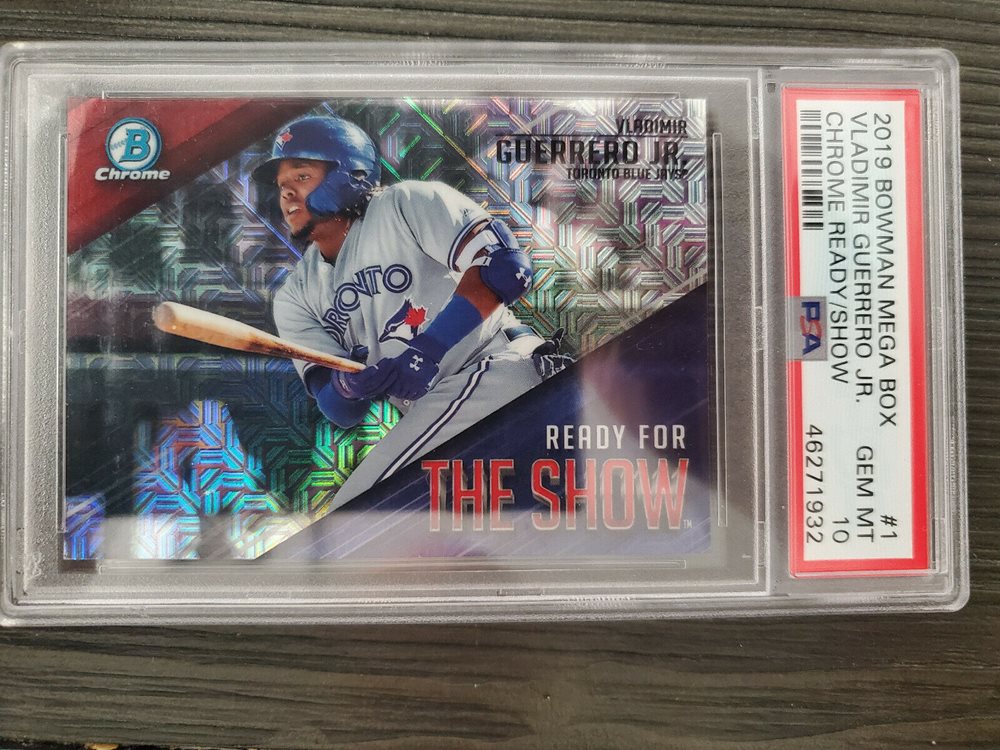 B
Chrome
VLADIMIR
GUERRERO JR.
TORONTO BLUE JAYS®
TORONTO
READY FOR
THE SHOW™
2019 BOWMAN MEGA BOX #1
VLADIMIR GUERRERO JR. GEM MT
CHROME READY/SHOW 10
PSA 46271932